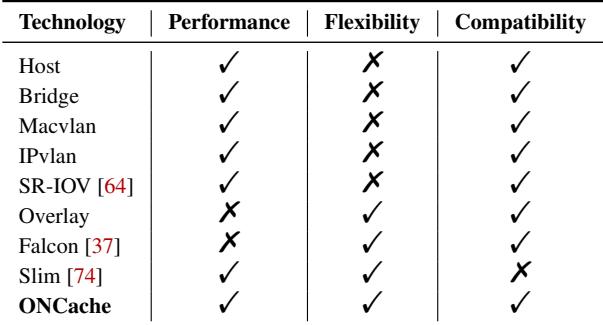 Technology Performance Flexibility Compatibility
Host ✓ ✗ ✓
Bridge ✓ ✗ ✓
Macvlan ✓ ✗ ✓
IPvlan ✓ ✗ ✓
SR-IOV [64] ✓ ✗ ✓
Overlay ✗ ✓ ✓
Falcon [37] ✗ ✓ ✓
Slim [74] ✓ ✓ ✗
ONCache ✓ ✓ ✓